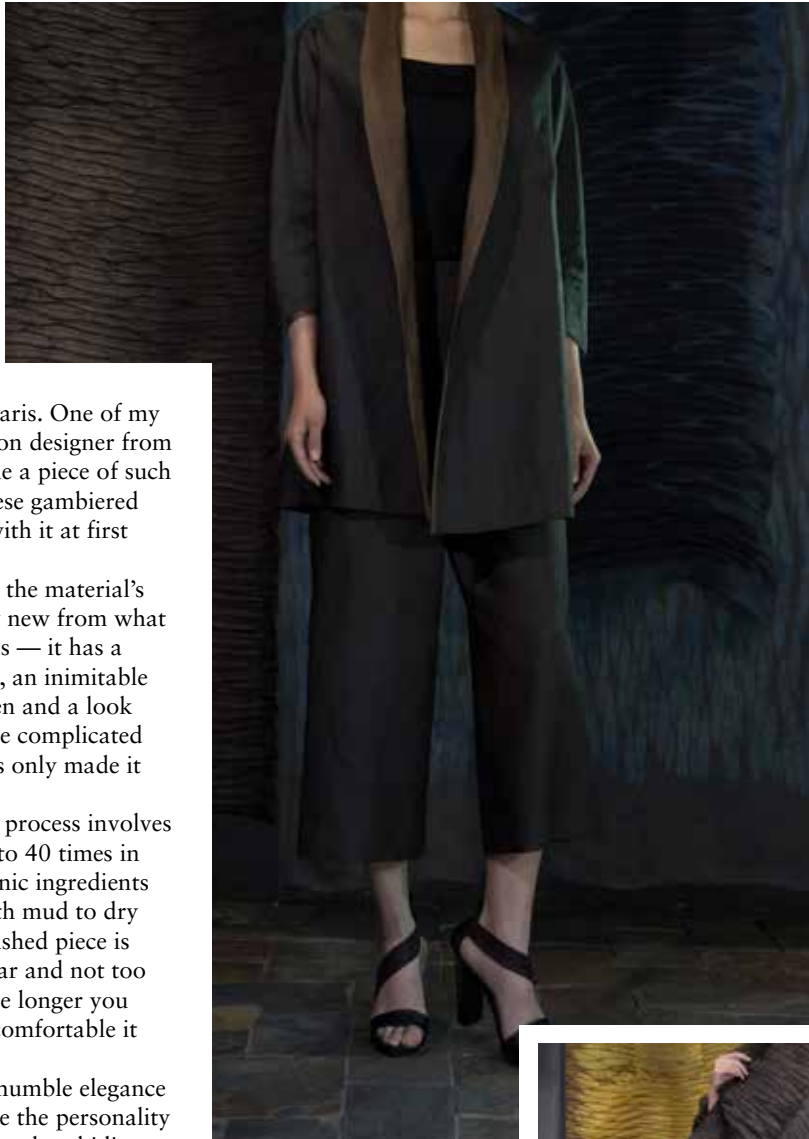 aris. One of my
on designer from
e a piece of such
ese gambiered
with it at first
the material’s
new from what
s — it has a
, an inimitable
en and a look
e complicated
s only made it
process involves
to 40 times in
nic ingredients
th mud to dry
shed piece is
ar and not too
e longer you
comfortable it
humble elegance
e the personality